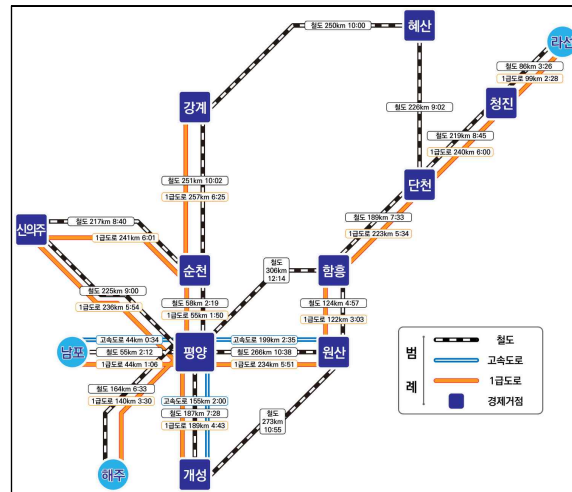 철도 250km 10:00
혜산
라선
철도 86km 3:26
1급도로 99km 2:28
강계
청진
철도 226km 9:02
철도 219km 8:45
1급도로 240km 6:00
철도 251km 10:02
1급도로 257km 6:25
단천
철도 189km 7:33
1급도로 223km 5:34
신의주
철도 217km 8:40
1급도로 241km 6:01
순천
철도
306km
12:14
함흥
철도 225km 9:00
1급도로 236km 5:54
철도 58km 2:19
1급도로 55km 1:50
철도 124km 4:57
1급도로 122km 3:03
남포
고속도로 44km 0:34
철도 55km 2:12
1급도로 44km 1:06
평양
고속도로 199km 2:35
철도 266km 10:38
1급도로 234km 5:51
원산
철도 164km 6:33
1급도로 140km 3:30
고속도로 155km 2:00
철도 187km 7:28
1급도로 189km 4:43
철도
273km
10:55
해주
개성
범례
철도
고속도로
1급도로
경제거점